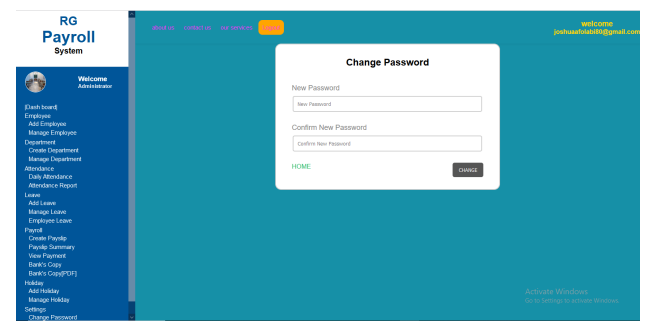 RG
Payroll
System
Welcome
Administrator
[Dash board]
Employee
Add Employee
Manage Employee
Department
Create Department
Manage Department
Attendance
Daily Attendance
Attendance Report
Leave
Add Leave
Manage Leave
Employee Leave
Payroll
Create Payslip
Payslip Summary
View Payment
Bank's Copy
Bank's Copy[PDF]
Holiday
Add Holiday
Manage Holiday
Settings
Change Password
about us contact us our services
welcome
joshuaafolabi80@gmail.com
Change Password
New Password
New Password
Confirm New Password
Confirm New Password
HOME CHANGE
Activate Windows
Go to Settings to activate Windows.